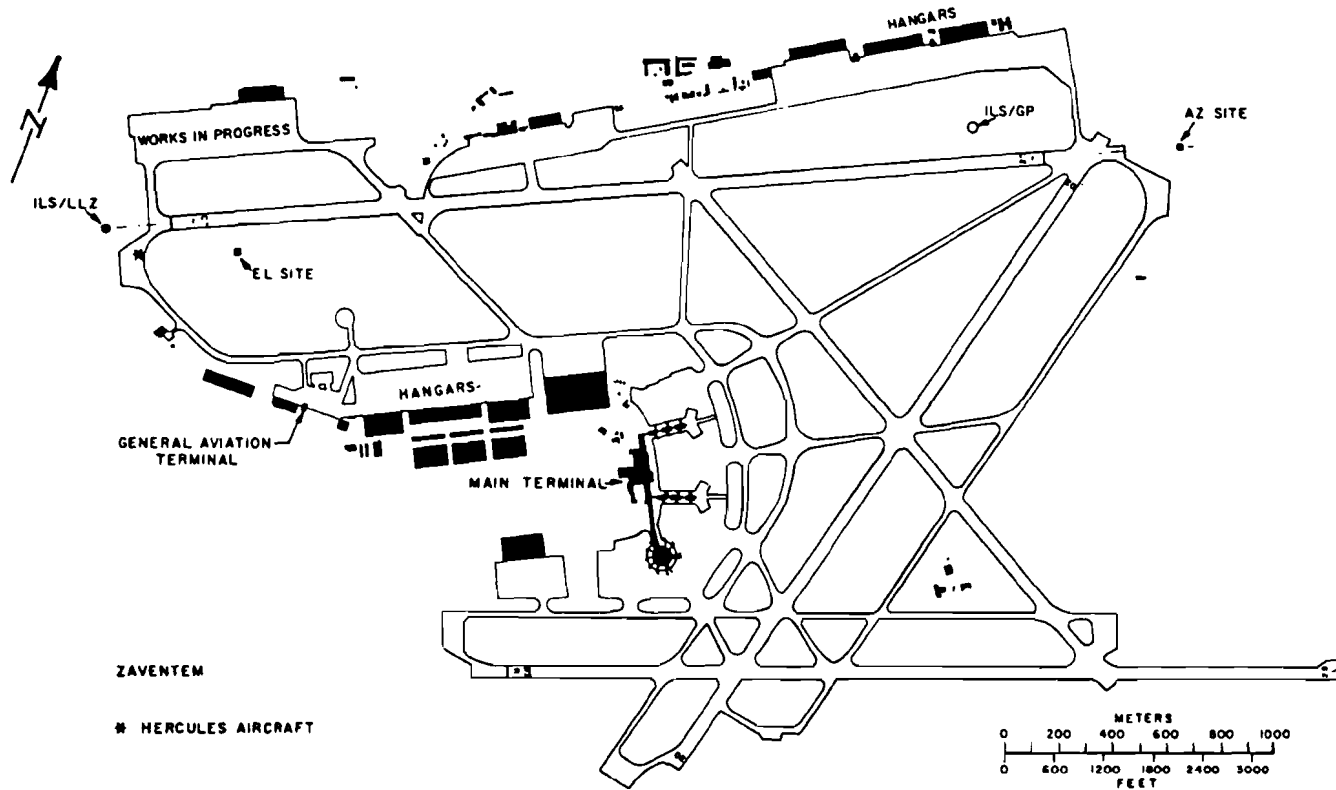 HANGARS
N
WORKS IN PROGRESS
ILS/GP
AZ SITE
ILS/LLZ
EL SITE
HANGARS-
GENERAL AVIATION
TERMINAL
MAIN TERMINAL
ZAVENTEM
* HERCULES AIRCRAFT
METERS
0 200 400 600 800 1000
0 600 1200 1800 2400 3000
FEET